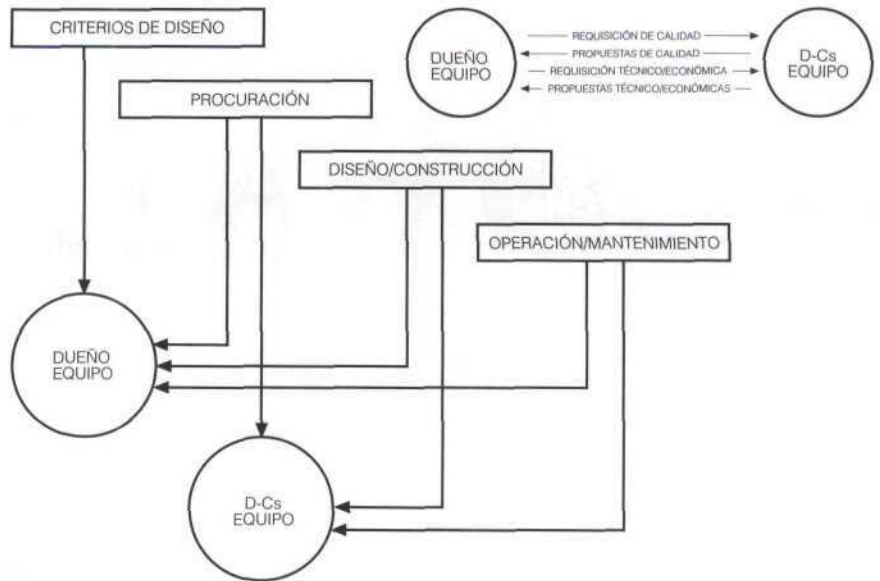 CRITERIOS DE DISEÑO
REQUISICIÓN DE CALIDAD
PROPUESTAS DE CALIDAD
REQUISICIÓN TÉCNICO/ECONÓMICA
PROPUESTAS TÉCNICO/ECONÓMICAS
DUEÑO
EQUIPO
D-Cs
EQUIPO
PROCURACIÓN
DISEÑO/CONSTRUCCIÓN
OPERACIÓN/MANTENIMIENTO
DUEÑO
EQUIPO
D-Cs
EQUIPO